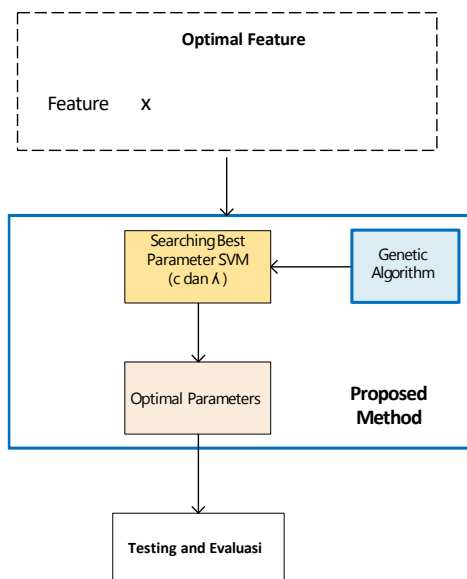 Optimal Feature
Feature x
Searching Best
Parameter SVM
(c dan ʎ )
Genetic
Algorithm
Optimal Parameters
Proposed
Method
Testing and Evaluasi